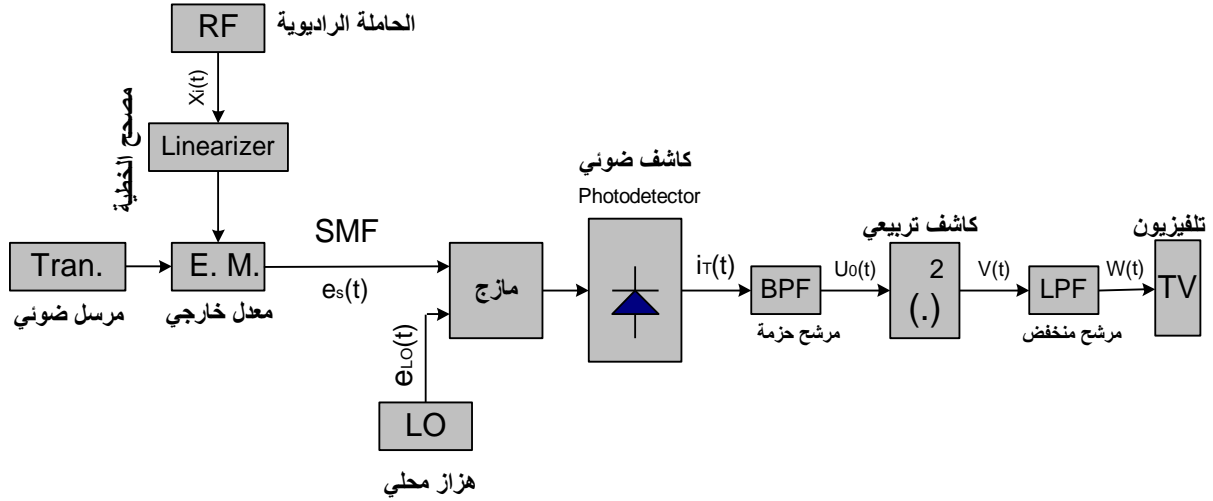 RF
الحاملة الراديوية
Xi(t)
مصحح الخطية
Linearizer
كاشف ضوئي
Photodetector
SMF
كاشف تربيعي
تلفيزيون
Tran.
E. M.
es(t)
مازج
iT(t)
BPF
U0(t)
2
(.)
V(t)
LPF
W(t)
TV
مرسل ضوئي
معدل خارجي
مرشح حزمة
مرشح منخفض
eLO(t)
LO
هزاز محلي